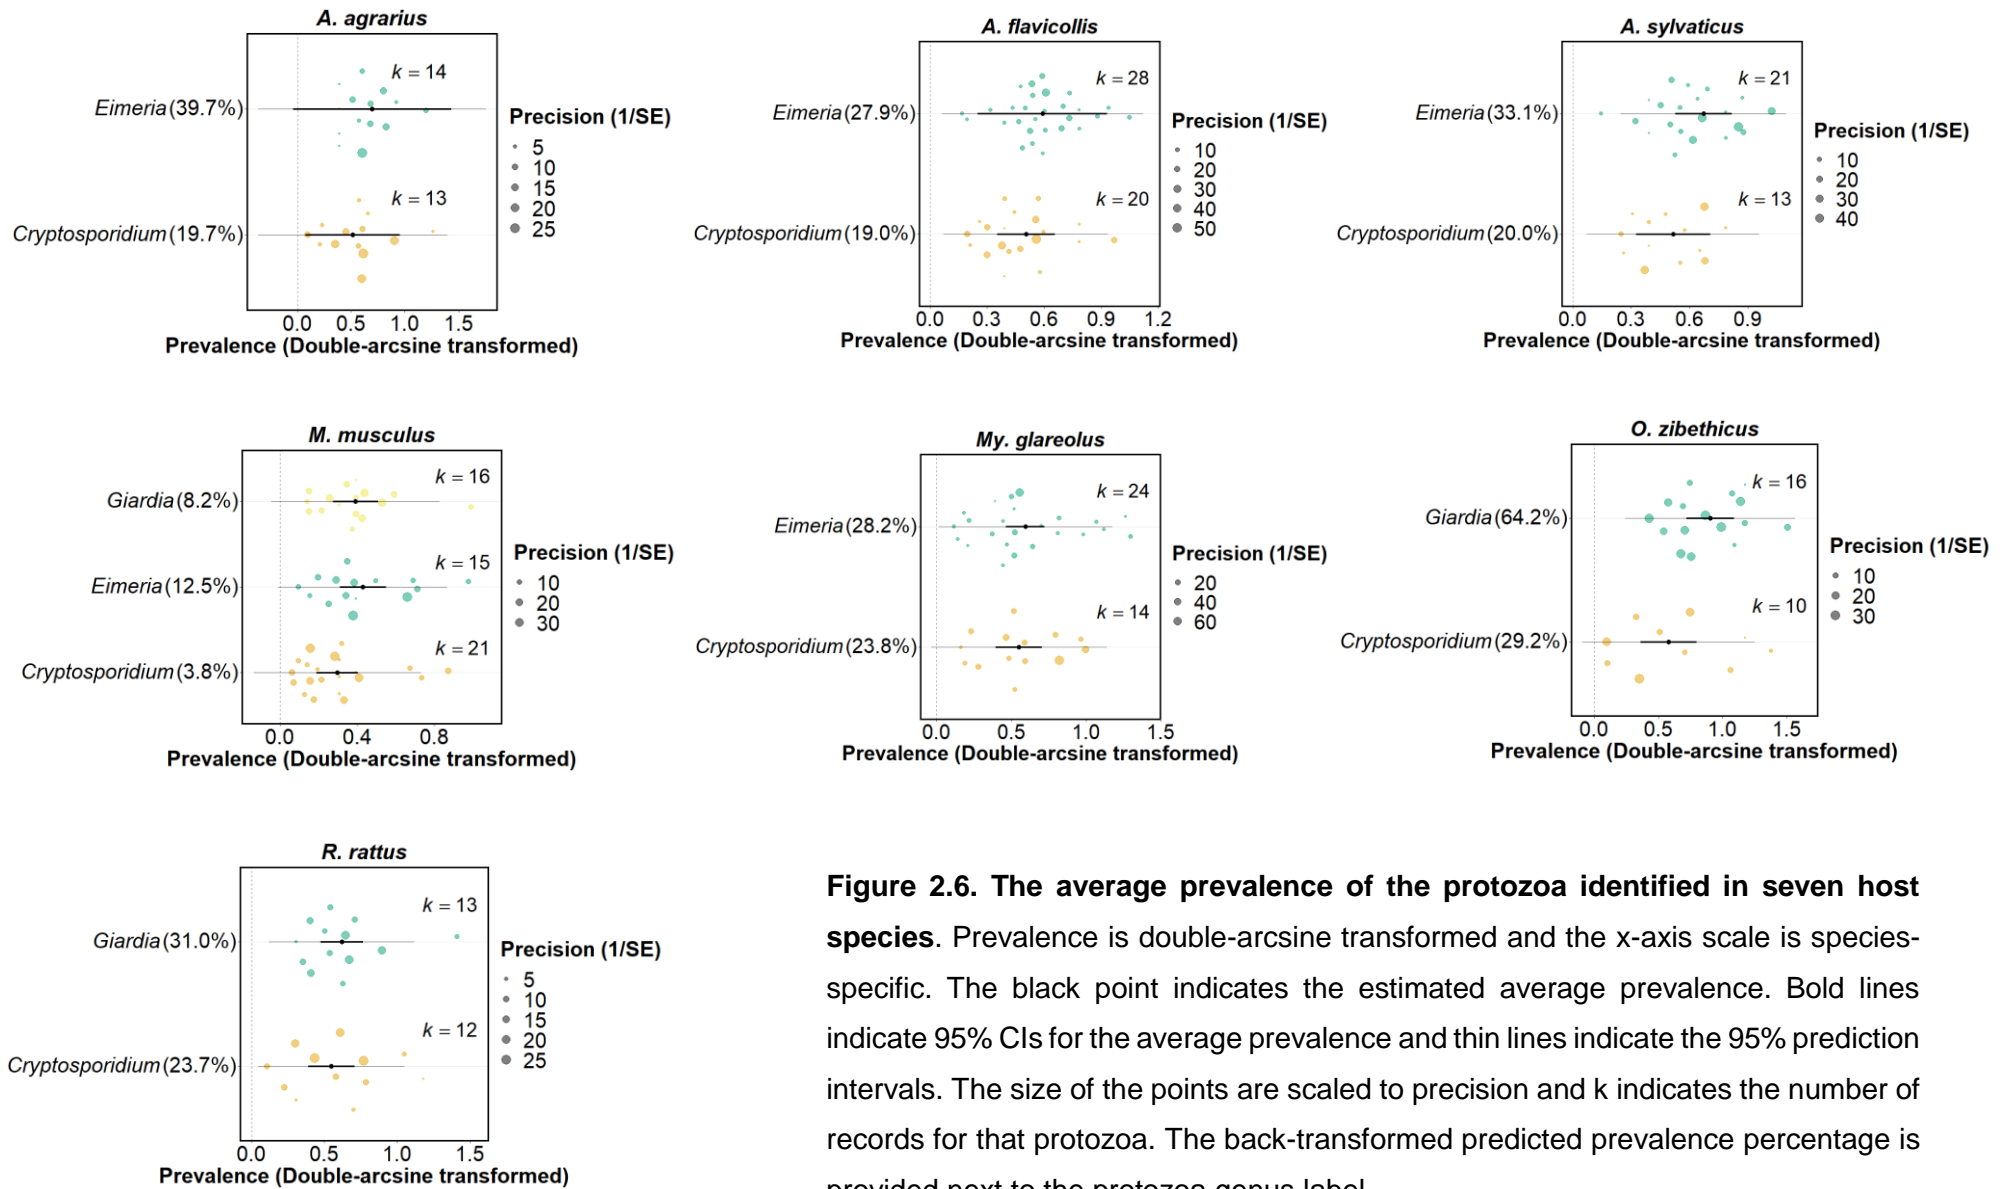 A. agrarius
k = 14
Eimeria (39.7%)
k = 13
Cryptosporidium (19.7%)
0.0 0.5 1.0 1.5
Prevalence (Double-arcsine transformed)
Precision (1/SE)
5
10
15
20
25
A. flavicollis
k = 28
Eimeria (27.9%)
k = 20
Cryptosporidium (19.0%)
0.0 0.3 0.6 0.9 1.2
Prevalence (Double-arcsine transformed)
Precision (1/SE)
10
20
30
40
50
A. sylvaticus
k = 21
Eimeria (33.1%)
k = 13
Cryptosporidium (20.0%)
0.0 0.3 0.6 0.9
Prevalence (Double-arcsine transformed)
Precision (1/SE)
10
20
30
40
M. musculus
k = 16
Giardia (8.2%)
k = 15
Eimeria (12.5%)
k = 21
Cryptosporidium (3.8%)
0.0 0.4 0.8
Prevalence (Double-arcsine transformed)
Precision (1/SE)
10
20
30
My. glareolus
k = 24
Eimeria (28.2%)
k = 14
Cryptosporidium (23.8%)
0.0 0.5 1.0 1.5
Prevalence (Double-arcsine transformed)
Precision (1/SE)
20
40
60
O. zibethicus
k = 16
Giardia (64.2%)
k = 10
Cryptosporidium (29.2%)
0.0 0.5 1.0 1.5
Prevalence (Double-arcsine transformed)
Precision (1/SE)
10
20
30
R. rattus
k = 13
Giardia (31.0%)
k = 12
Cryptosporidium (23.7%)
0.0 0.5 1.0 1.5
Prevalence (Double-arcsine transformed)
Precision (1/SE)
5
10
15
20
25
Figure 2.6. The average prevalence of the protozoa identified in seven host
species. Prevalence is double-arcsine transformed and the x-axis scale is species-
specific. The black point indicates the estimated average prevalence. Bold lines
indicate 95% CIs for the average prevalence and thin lines indicate the 95% prediction
intervals. The size of the points are scaled to precision and k indicates the number of
records for that protozoa. The back-transformed predicted prevalence percentage is
provided next to the protozoa genus label